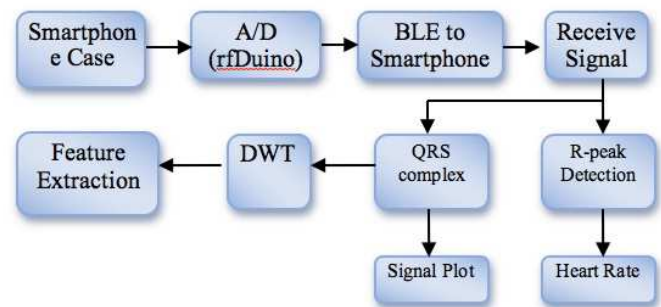 Smartphon
e Case
A/D
(rfDuino)
BLE to
Smartphone
Receive
Signal
Feature
Extraction
DWT
QRS
complex
R-peak
Detection
Signal Plot
Heart Rate